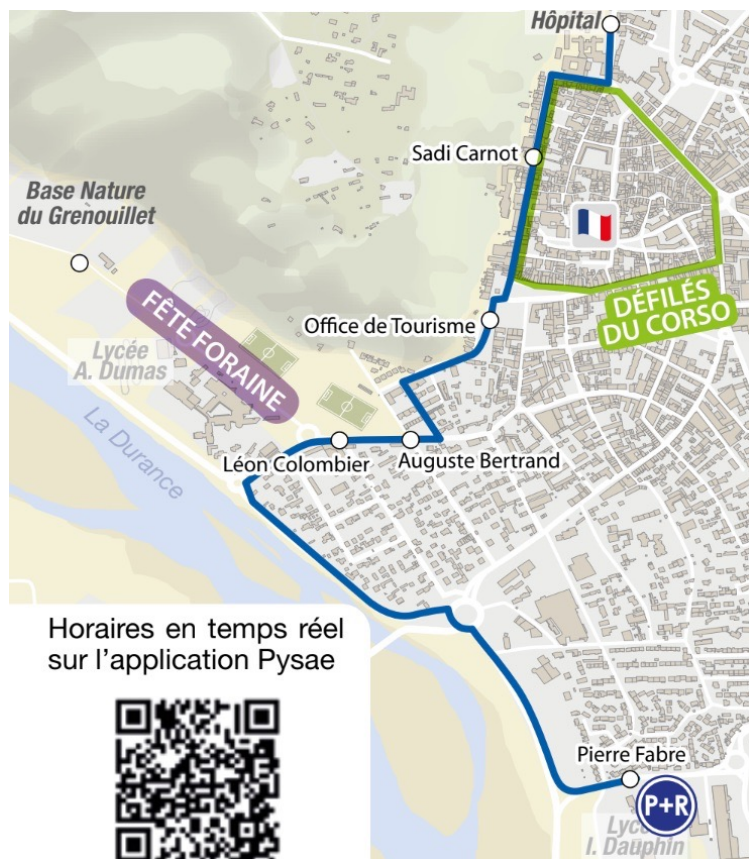 Hôpital
Sadi Carnot
Base Nature
du Grenouillet
FÊTE FORAINE
Office de Tourisme
DÉFILÉS
DU CORSO
Lycée
A. Dumas
La Durance
Léon Colombier
Auguste Bertrand
Horaires en temps réel
sur l'application Pysae
Pierre Fabre
P+R
Lycée
I. Dauphin